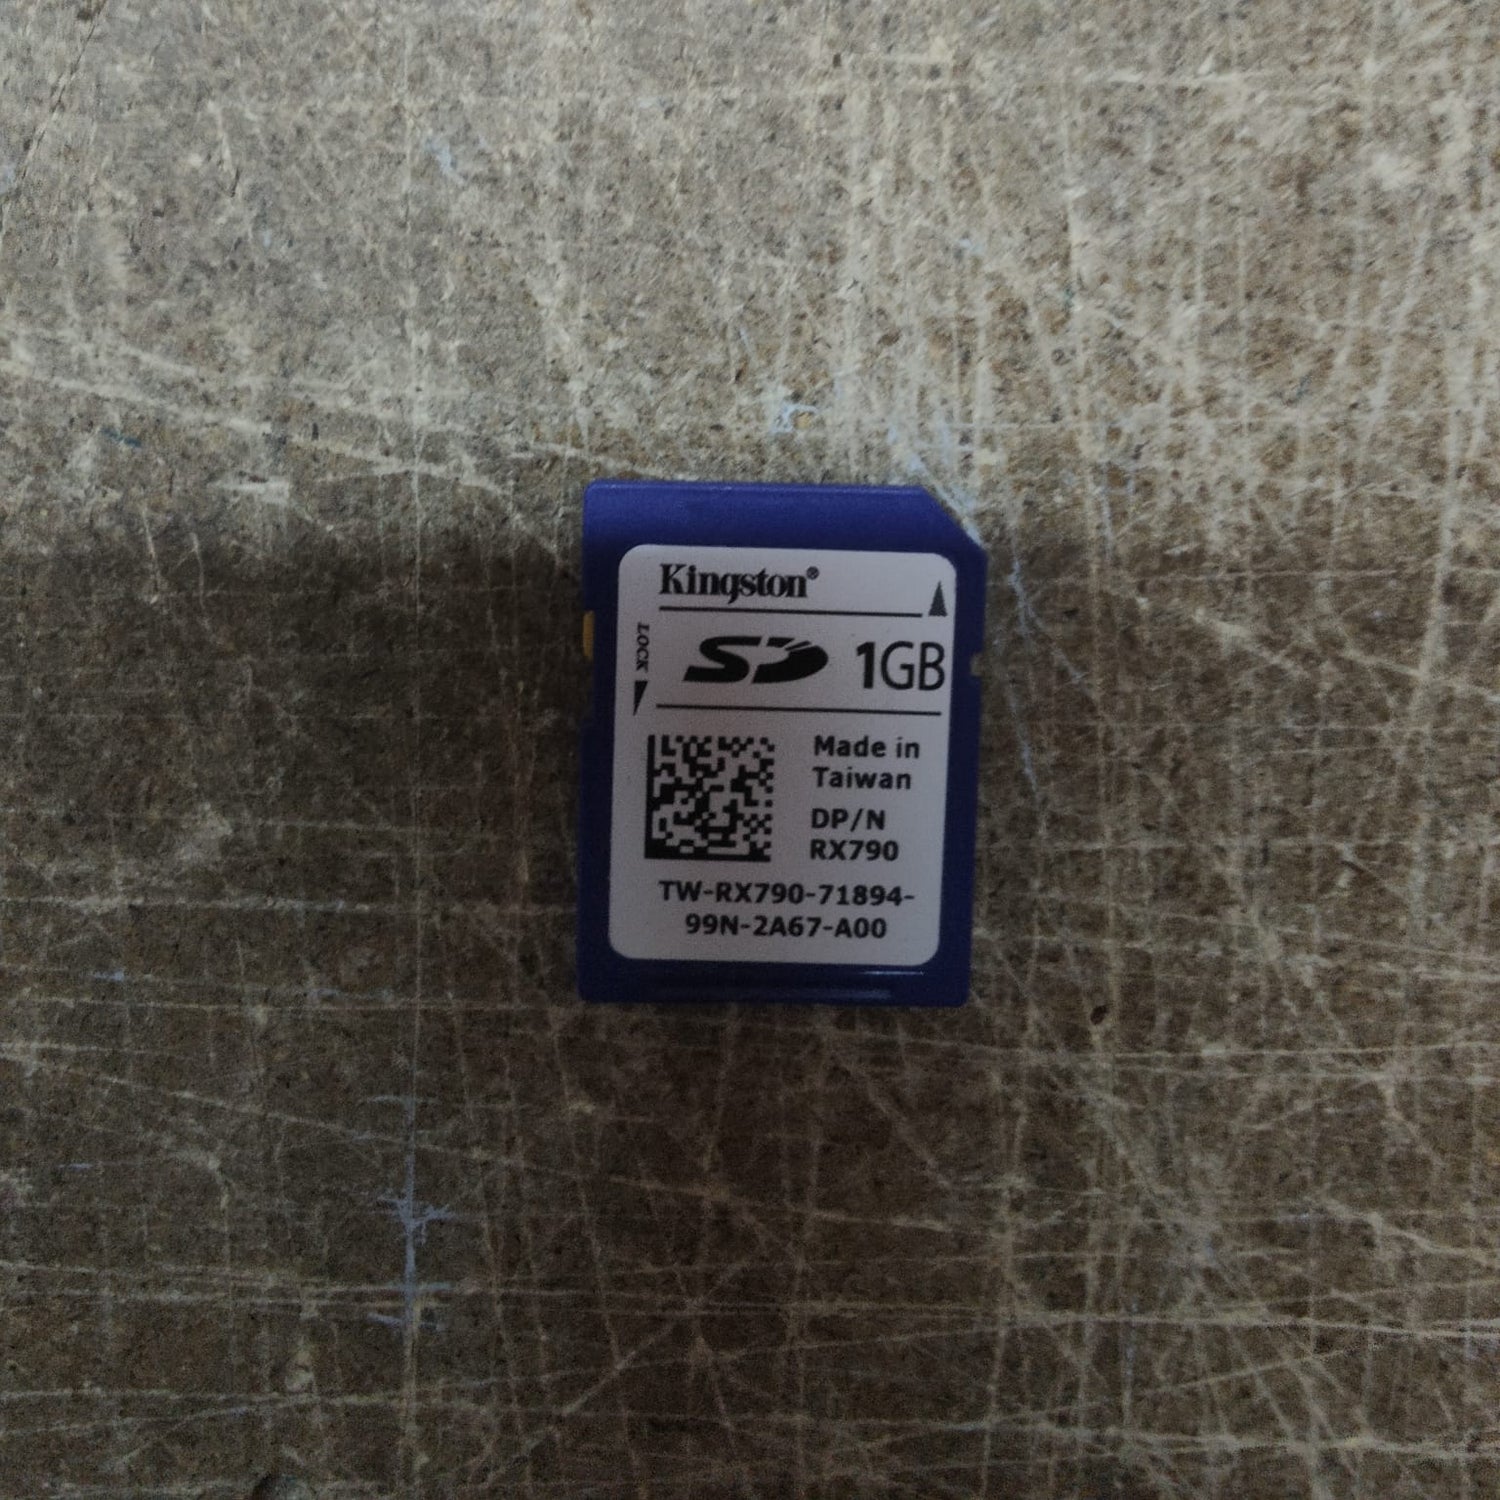 Kingston®
LOCK
SD 1GB
Made in
Taiwan
DP/N
RX790
TW-RX790-71894-
99N-2A67-A00